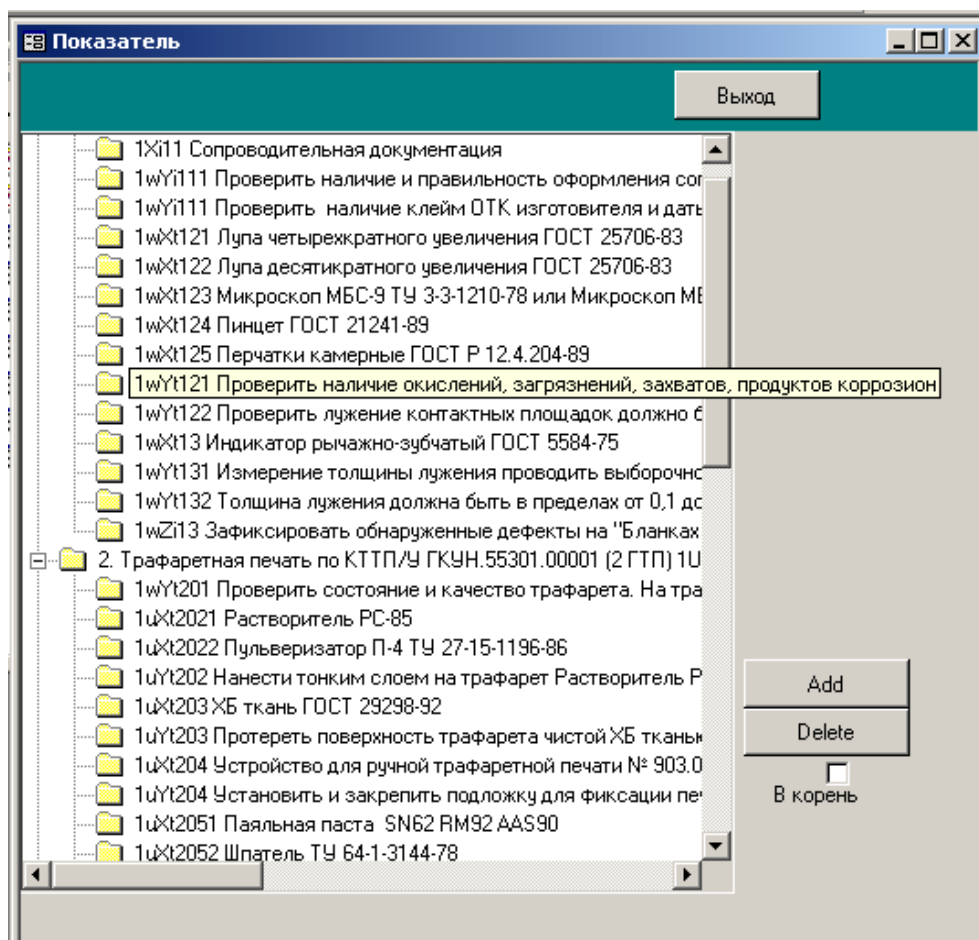 Показатель
Выход
1Xi11 Сопроводительная документация
1wYi111 Проверить наличие и правильность оформления
1wYi111 Проверить наличие клейм ОТК изготовителя и
1wXt121 Лупа четырехкратного увеличения ГОСТ 25706-83
1wXt122 Лупа десятикратного увеличения ГОСТ 25706-83
1wXt123 Микроскоп МБС-9 ТУ 3-3-1210-78 или Микроскоп
1wXt124 Пинцет ГОСТ 21241-89
1wXt125 Перчатки камерные ГОСТ Р 12.4.204-89
1wYt121 Проверить наличие окислений, загрязнений, захватов, продуктов коррозион
1wYt122 Проверить лужение контактных площадок должно
1wXt13 Индикатор рычажно-зубчатый ГОСТ 5584-75
1wYt131 Измерение толщины лужения проводить выборочно
1wYt132 Толщина лужения должна быть в пределах от 0,1 до
1wZi13 Зафиксировать обнаруженные дефекты на "Бланках
2. Трафаретная печать по КТТП/У ГКУН.55301.00001 (2 ГТП) 1U
1wYt201 Проверить состояние и качество трафарета. На тра
1uXt2021 Растворитель РС-85
1uXt2022 Пульверизатор П-4 ТУ 27-15-1196-86
1uYt202 Нанести тонким слоем на трафарет Растворитель Р
1uXt203 ХБ ткань ГОСТ 29298-92
1uYt203 Протереть поверхность трафарета чистой ХБ
1uXt204 Устройство для ручной трафаретной печати № 903.0
1uYt204 Установить и закрепить подложку для фиксации
1uXt2051 Паяльная паста SN62 RM92 AAS90
1uXt2052 Шпатель ТУ 64-1-3144-78
Add
Delete
В корень